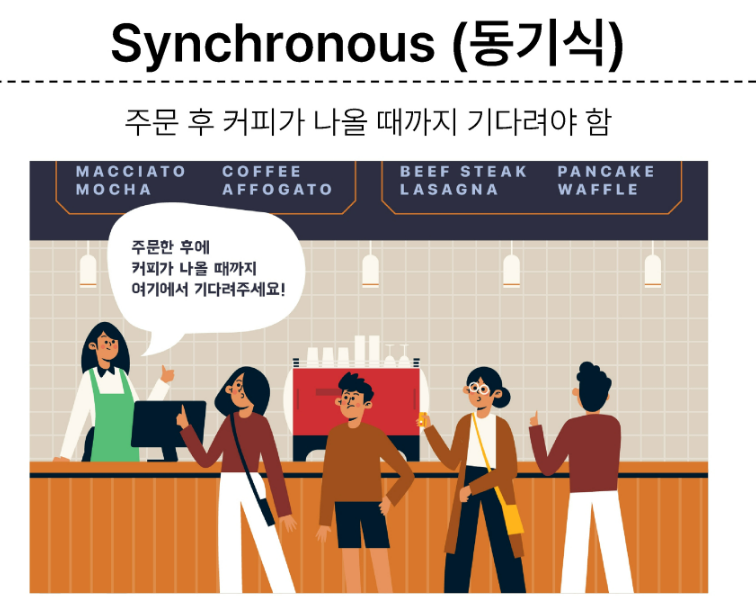 Synchronous (동기식)
주문 후 커피가 나올 때까지 기다려야 함
MACCIATO
MOCHA
COFFEE
AFFOGATO
BEEF STEAK
LASAGNA
PANCAKE
WAFFLE
주문한 후에
커피가 나올 때까지
여기에서 기다려주세요!